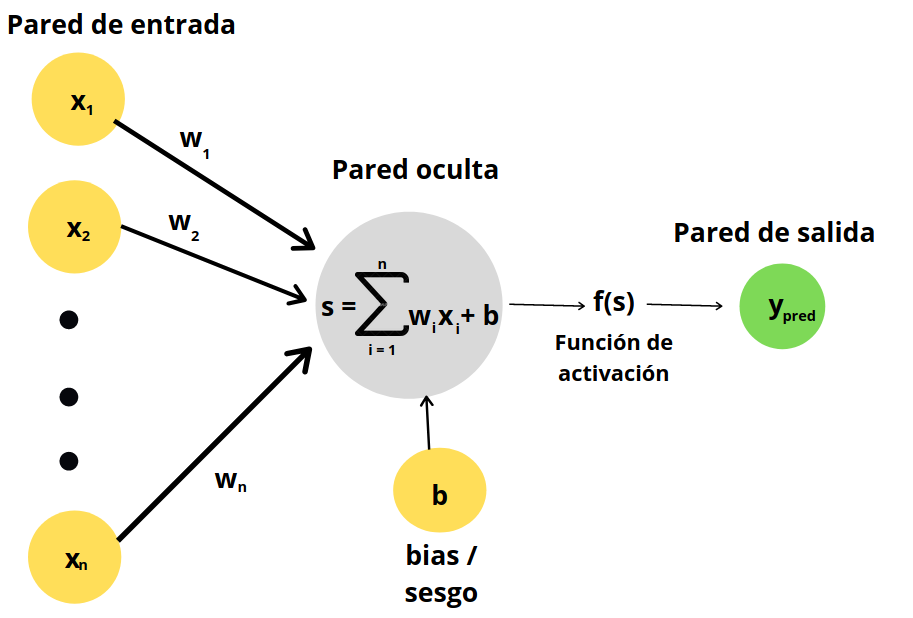 Pared de entrada
x₁
w₁
Pared oculta
x₂
w₂
Pared de salida
n
s = ∑ wᵢxᵢ + b
i = 1
f(s)
y_pred
Función de
activación
wₙ
b
xₙ
bias /
sesgo